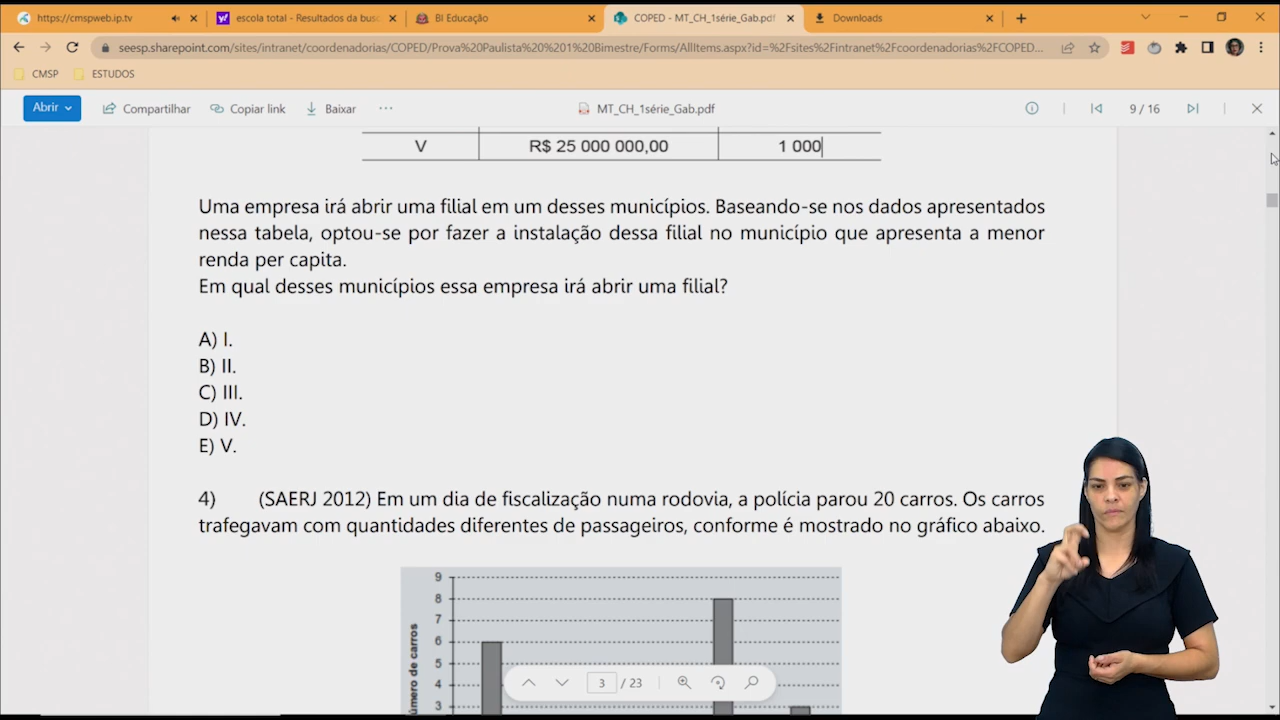 https://cmspweb.ip.tv
escola total - Resultados da bus
BI Educação
COPED - MT_CH_1série_Gab.pdf
Downloads
seesp.sharepoint.com/sites/intranet/coordenadorias/COPED/Prova%20Paulista%20%201%20Bimestre/Forms/AllItems.aspx?id=%2Fsites%2Fintranet%2Fcoordenadorias%2FCOPED...
CMSP
ESTUDOS
Abrir
Compartilhar
Copiar link
Baixar
MT_CH_1série_Gab.pdf
9 / 16
V R$ 25 000 000,00 1 000
Uma empresa irá abrir uma filial em um desses municípios. Baseando-se nos dados apresentados
nessa tabela, optou-se por fazer a instalação dessa filial no município que apresenta a menor
renda per capita.
Em qual desses municípios essa empresa irá abrir uma filial?
A) I.
B) II.
C) III.
D) IV.
E) V.
4) (SAERJ 2012) Em um dia de fiscalização numa rodovia, a polícia parou 20 carros. Os carros
trafegavam com quantidades diferentes de passageiros, conforme é mostrado no gráfico abaixo.
9
8
7
6
5
4
3
úmero de carros
3 / 23